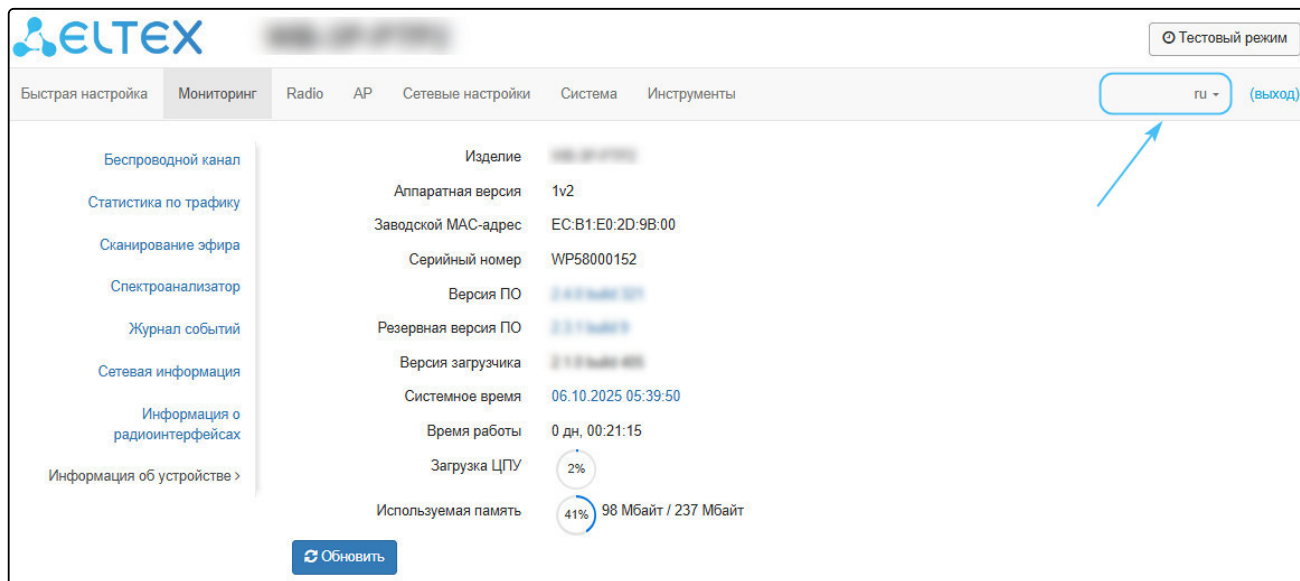 ELTEX
Тестовый режим
Быстрая настройка Мониторинг Radio AP Сетевые настройки Система Инструменты ru (выход)
Беспроводной канал
Статистика по трафику
Сканирование эфира
Спектроанализатор
Журнал событий
Сетевая информация
Информация о
радиоинтерфейсах
Информация об устройстве >
Изделие
Аппаратная версия 1v2
Заводской MAC-адрес EC:B1:E0:2D:9B:00
Серийный номер WP58000152
Версия ПО
Резервная версия ПО
Версия загрузчика
Системное время 06.10.2025 05:39:50
Время работы 0 дн, 00:21:15
Загрузка ЦПУ 2%
Используемая память 41% 98 Мбайт / 237 Мбайт
Обновить